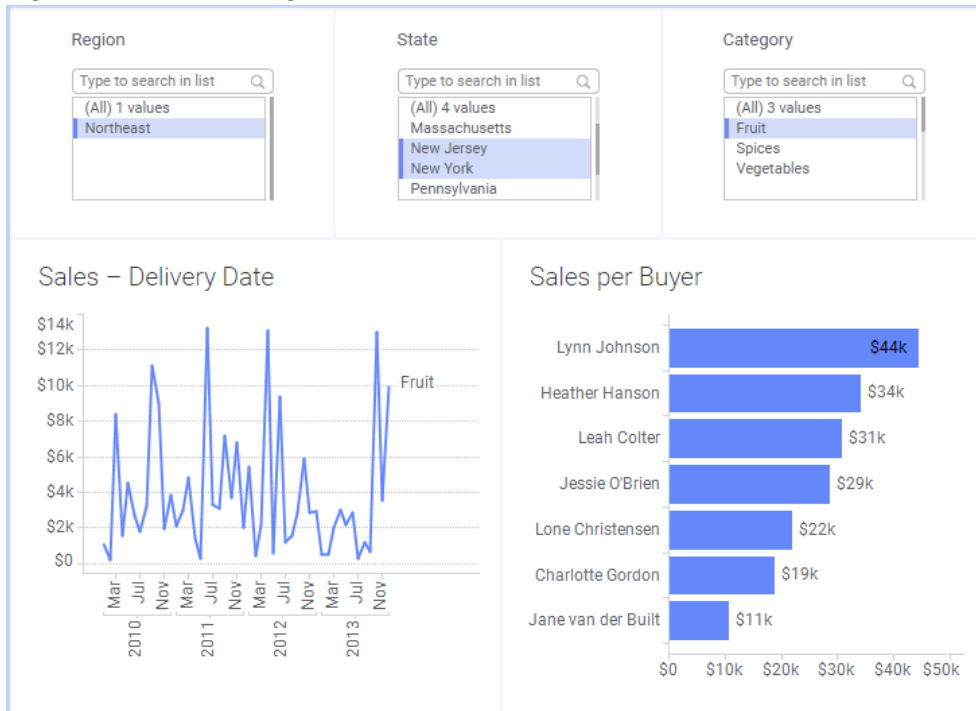 Region
State
Category
Type to search in list
Type to search in list
Type to search in list
(All) 1 values
Northeast
(All) 4 values
Massachusetts
New Jersey
New York
Pennsylvania
(All) 3 values
Fruit
Spices
Vegetables
Sales – Delivery Date
$14k
$12k
$10k
$8k
$6k
$4k
$2k
$0
Fruit
Mar
Jul
Nov
Mar
Jul
Nov
Mar
Jul
Nov
Mar
Jul
Nov
2010
2011
2012
2013
Sales per Buyer
Lynn Johnson $44k
Heather Hanson $34k
Leah Colter $31k
Jessie O'Brien $29k
Lone Christensen $22k
Charlotte Gordon $19k
Jane van der Built $11k
$0 $10k $20k $30k $40k $50k